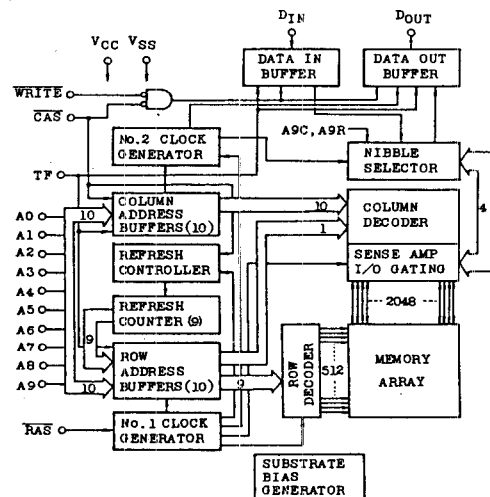 DIN
DOUT
VCC VSS
DATA IN
BUFFER
DATA OUT
BUFFER
WRITE
CAS
No.2 CLOCK
GENERATOR
A9C, A9R
NIBBLE
SELECTOR
TF
COLUMN
ADDRESS
BUFFERS(10)
10
10
COLUMN
DECODER
4
1
A0
A1
A2
A3
A4
A5
A6
A7
A8
A9
REFRESH
CONTROLLER
SENSE AMP
I/O GATING
REFRESH
COUNTER(9)
2048
9
ROW
ADDRESS
BUFFERS(10)
10
9
ROW
DECODER
512
MEMORY
ARRAY
RAS
No.1 CLOCK
GENERATOR
SUBSTRATE
BIAS
GENERATOR